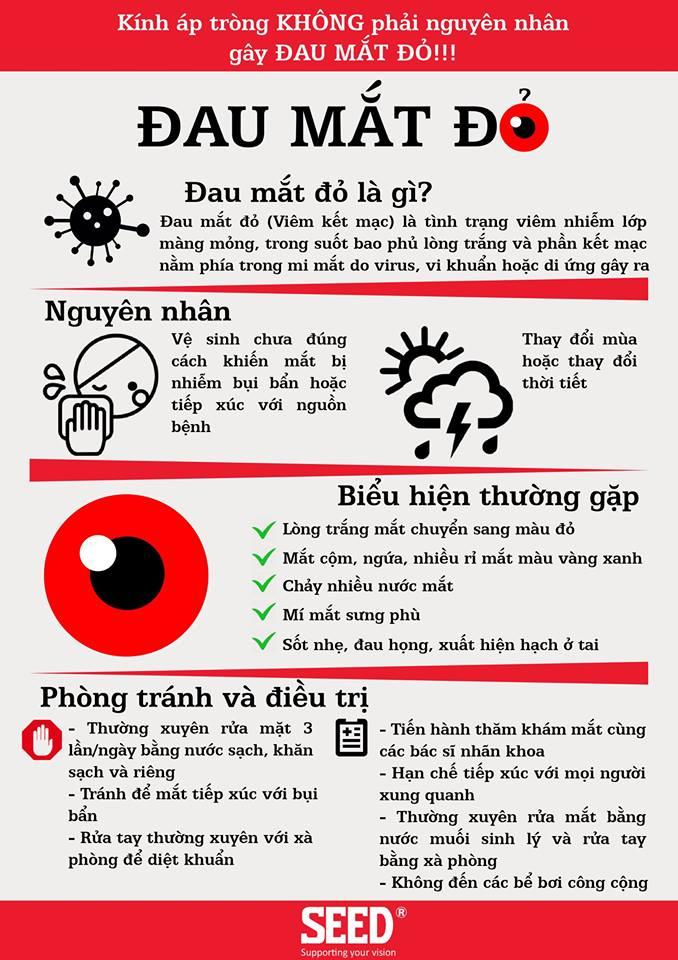 Kính áp tròng KHÔNG phải nguyên nhân
gây ĐAU MẮT ĐỎ!!!
ĐAU MẮT ĐỎ
Đau mắt đỏ là gì?
Đau mắt đỏ (Viêm kết mạc) là tình trạng viêm nhiễm lớp
màng mỏng, trong suốt bao phủ lòng trắng và phần kết mạc
nằm phía trong mi mắt do virus, vi khuẩn hoặc di ứng gây ra
Nguyên nhân
Vệ sinh chưa đúng
cách khiến mắt bị
nhiễm bụi bẩn hoặc
tiếp xúc với nguồn
bệnh
Thay đổi mùa
hoặc thay đổi
thời tiết
Biểu hiện thường gặp
Lòng trắng mắt chuyển sang màu đỏ
Mắt cộm, ngứa, nhiều rỉ mắt màu vàng xanh
Chảy nhiều nước mắt
Mí mắt sưng phù
Sốt nhẹ, đau họng, xuất hiện hạch ở tai
Phòng tránh và điều trị
- Thường xuyên rửa mặt 3
lần/ngày bằng nước sạch, khăn
sạch và riêng
- Tránh để mắt tiếp xúc với bụi
bẩn
- Rửa tay thường xuyên với xà
phòng để diệt khuẩn
- Tiến hành thăm khám mắt cùng
các bác sĩ nhãn khoa
- Hạn chế tiếp xúc với mọi người
xung quanh
- Thường xuyên rửa mắt bằng
nước muối sinh lý và rửa tay
bằng xà phòng
- Không đến các bể bơi công cộng
SEED®
Supporting your vision